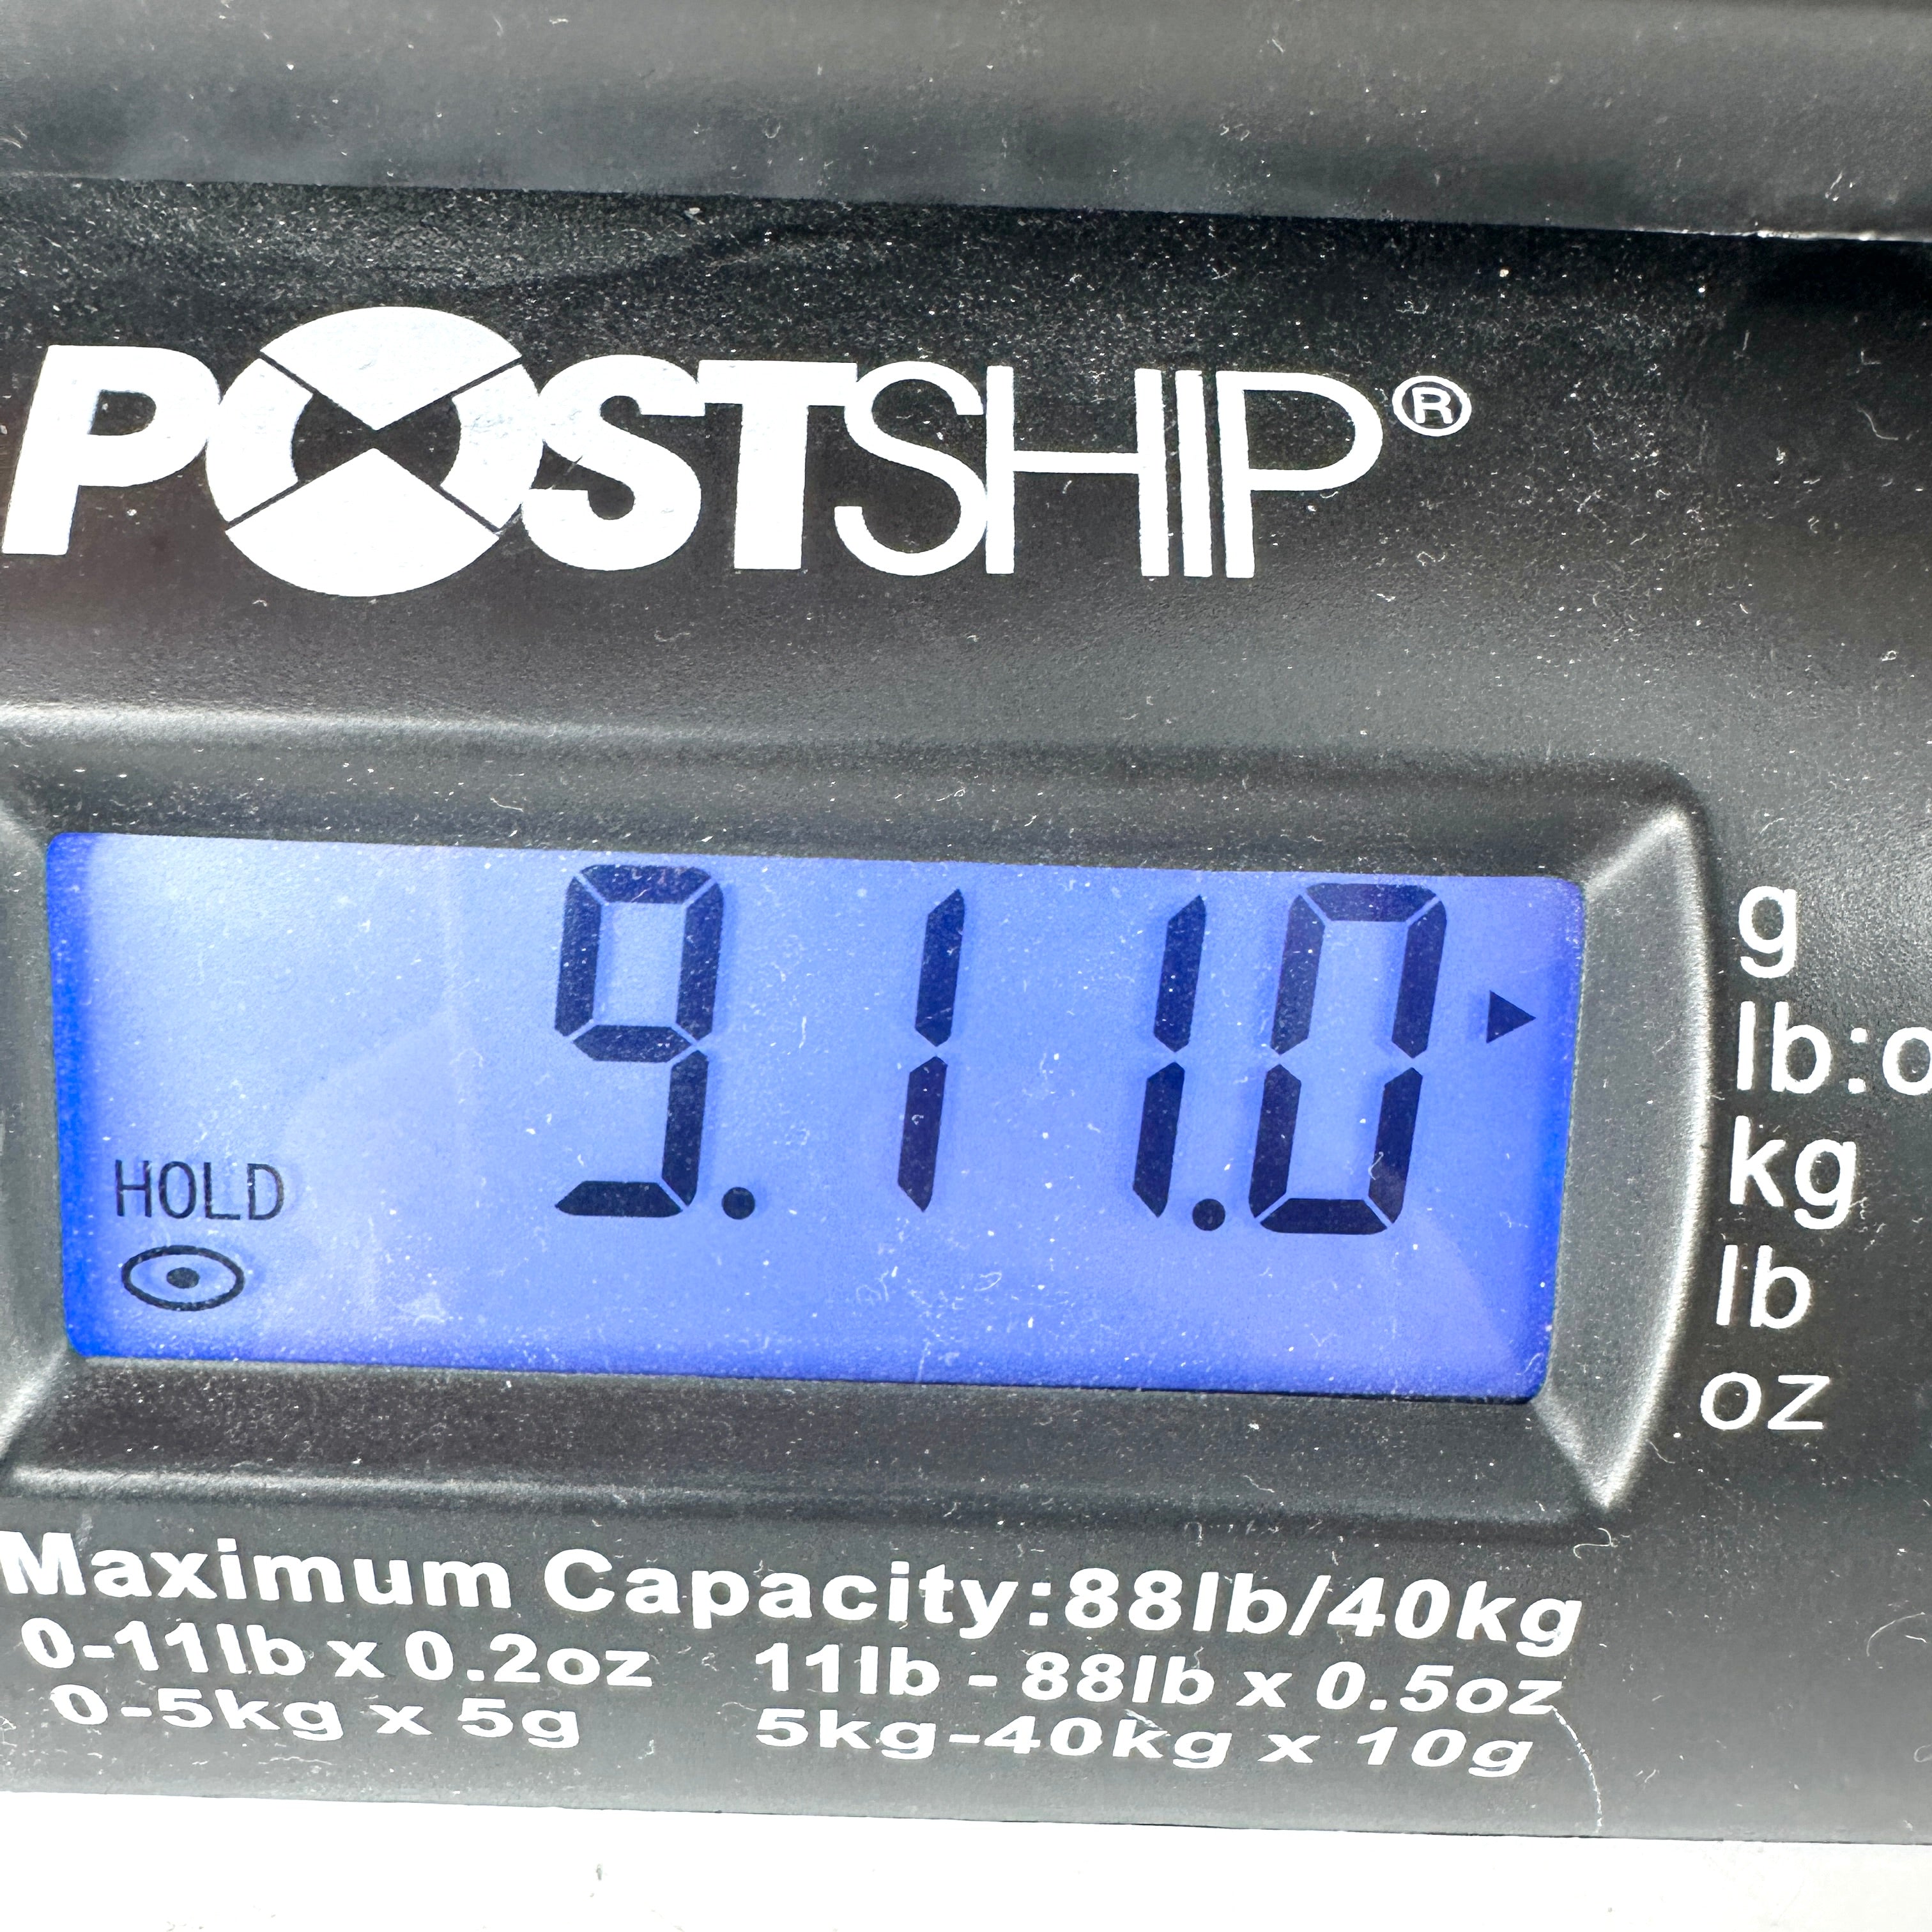 POSTSHIP®
9.11.0
HOLD
g
lb:o
kg
lb
oz
Maximum Capacity:88lb/40kg
0-11lb x 0.2oz 11lb - 88lb x 0.5oz
0-5kg x 5g 5kg-40kg x 10g